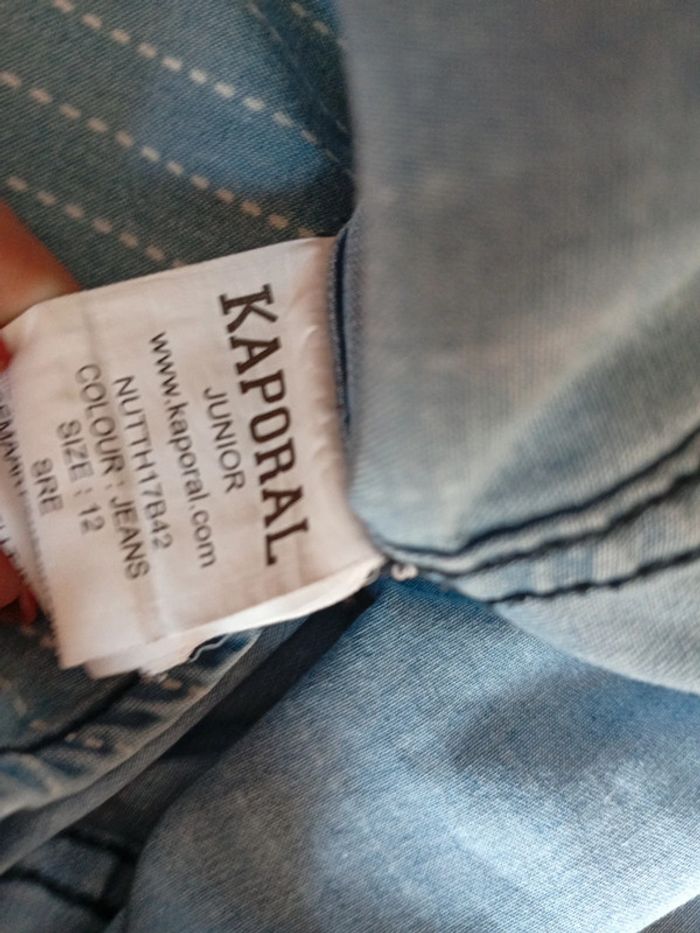 KAPORAL
JUNIOR
www.kaporal.com
NUTTH17B42
COLOUR : JEANS
SIZE : 12
8RE